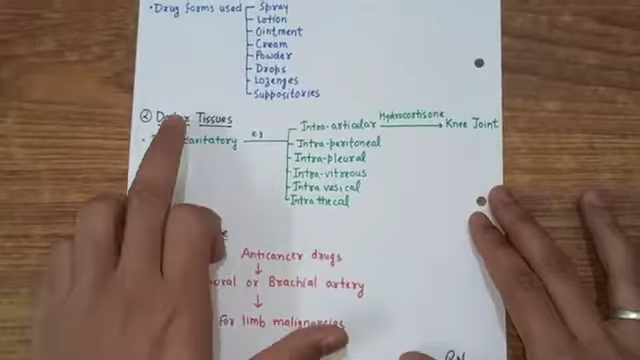 • Drug forms used Spray
Lotion
Ointment
Cream
Powder
Drops
Lozenges
Suppositories
② Tissues
eg Intra-articular Hydrocortisone Knee Joint
Intra-peritoneal
Intra-pleural
Intra-vitreous
Intra vesical
Intra thecal
Anticancer drugs
or Brachial artery
for limb malignancies